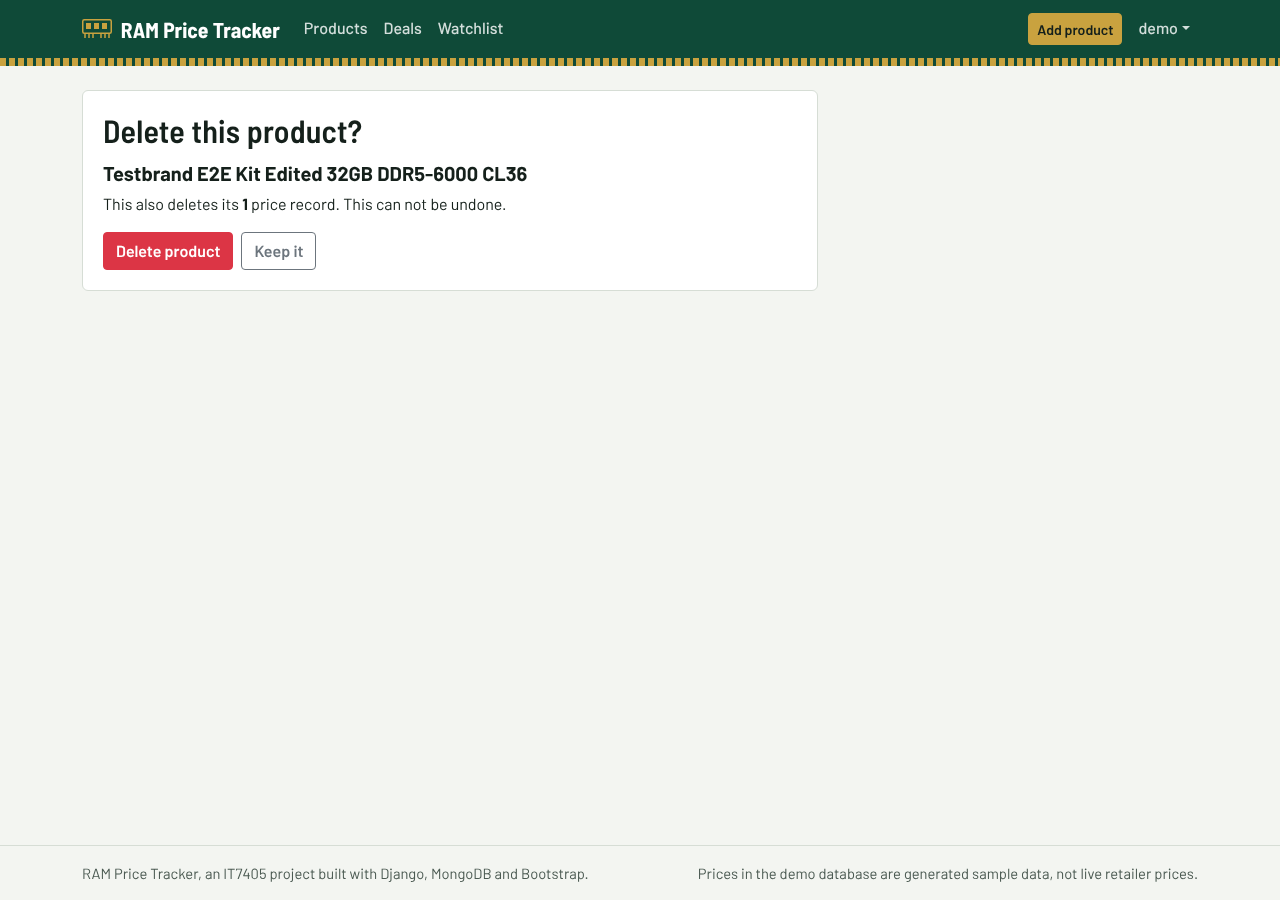 RAM Price Tracker Products Deals Watchlist Add product demo
Delete this product?
Testbrand E2E Kit Edited 32GB DDR5-6000 CL36
This also deletes its 1 price record. This can not be undone.
Delete product Keep it
RAM Price Tracker, an IT7405 project built with Django, MongoDB and Bootstrap. Prices in the demo database are generated sample data, not live retailer prices.